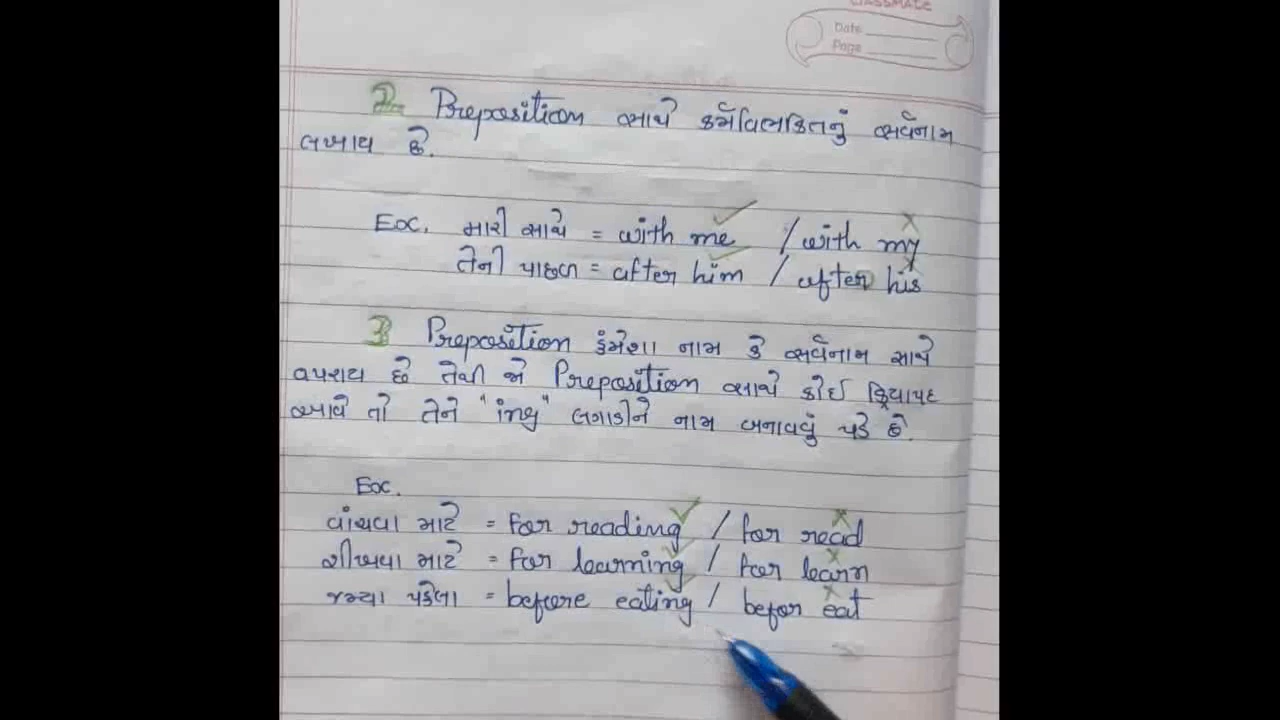 CLASSMATE
Date
Page
2. Preposition સાથે કર્મવિભક્તિનું સર્વનામ
લખાય છે.
Ex. મારી સાથે = with me / with my
તેની પાછળ = after him / after his
3 Preposition હંમેશા નામ કે સર્વનામ સાથે
વપરાય છે તેથી જો Preposition સાથે કોઈ ક્રિયાપદ
આવે તો તેને "ing" લગાડીને નામ બનાવવું પડે છે.
Ex.
વાંચવા માટે = for reading / for read
શીખવા માટે = for learning / for learn
જમ્યા પહેલા = before eating / befor eat